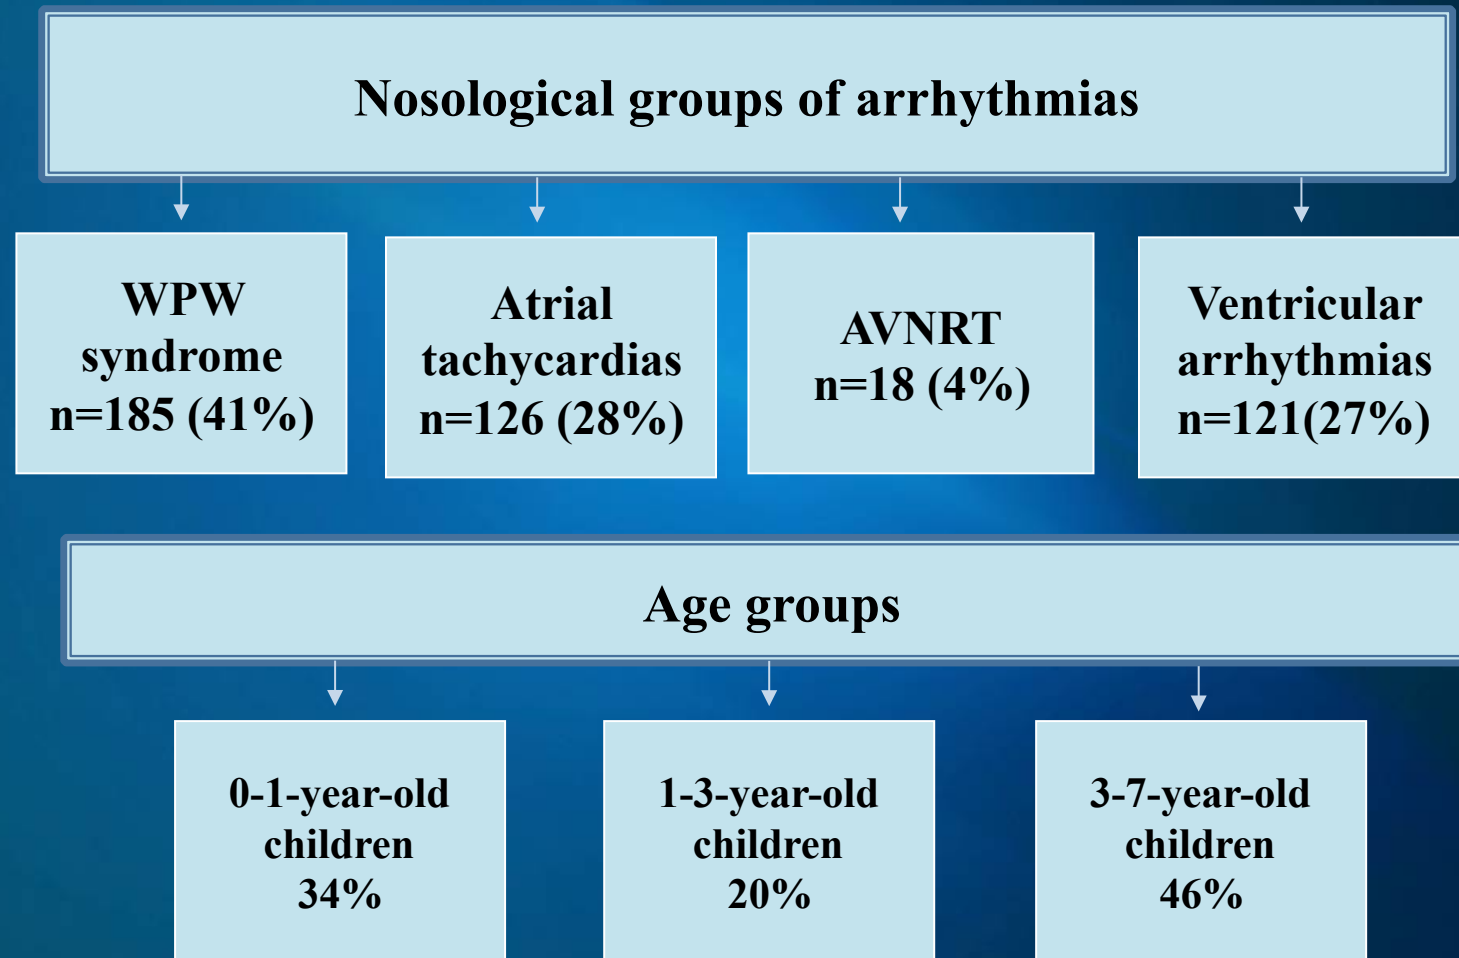 Nosological groups of arrhythmias
WPW
syndrome
n=185 (41%)
Atrial
tachycardias
n=126 (28%)
AVNRT
n=18 (4%)
Ventricular
arrhythmias
n=121(27%)
Age groups
0-1-year-old
children
34%
1-3-year-old
children
20%
3-7-year-old
children
46%